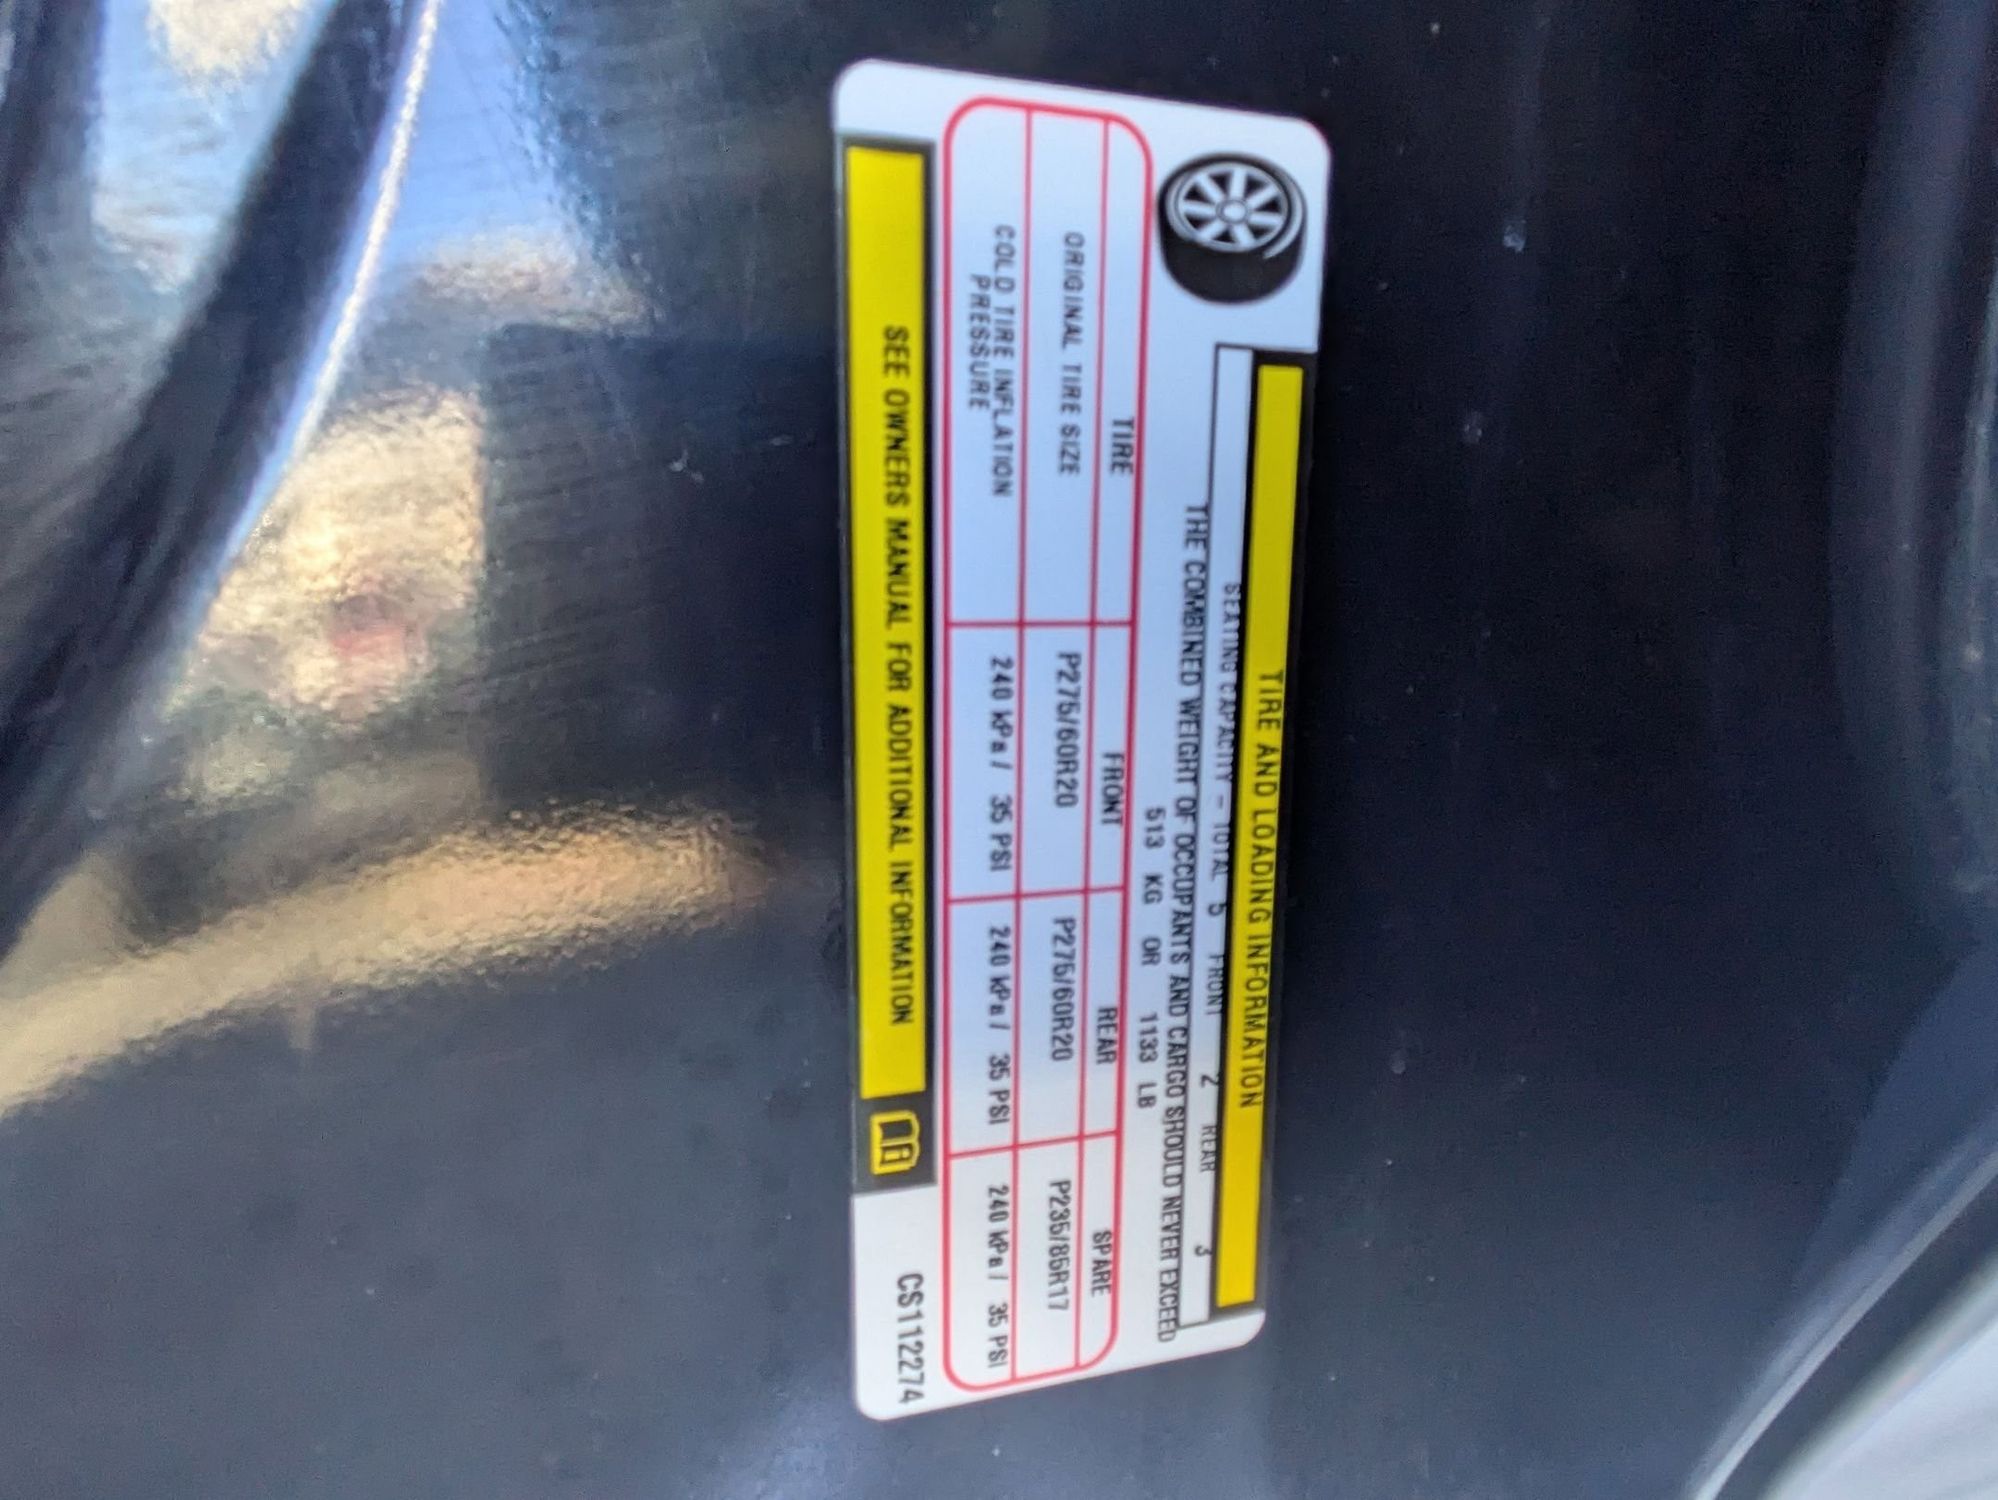 TIRE AND LOADING INFORMATION
SEATING CAPACITY – TOTAL 5 FRONT 2 REAR 3
THE COMBINED WEIGHT OF OCCUPANTS AND CARGO SHOULD NEVER EXCEED
513 KG OR 1133 LB
TIRE FRONT REAR SPARE
ORIGINAL TIRE SIZE P275/60R20 P275/60R20 P235/85R17
COLD TIRE INFLATION
PRESSURE 240 kPa / 35 PSI 240 kPa / 35 PSI 240 kPa / 35 PSI
SEE OWNERS MANUAL FOR ADDITIONAL INFORMATION
CS112274